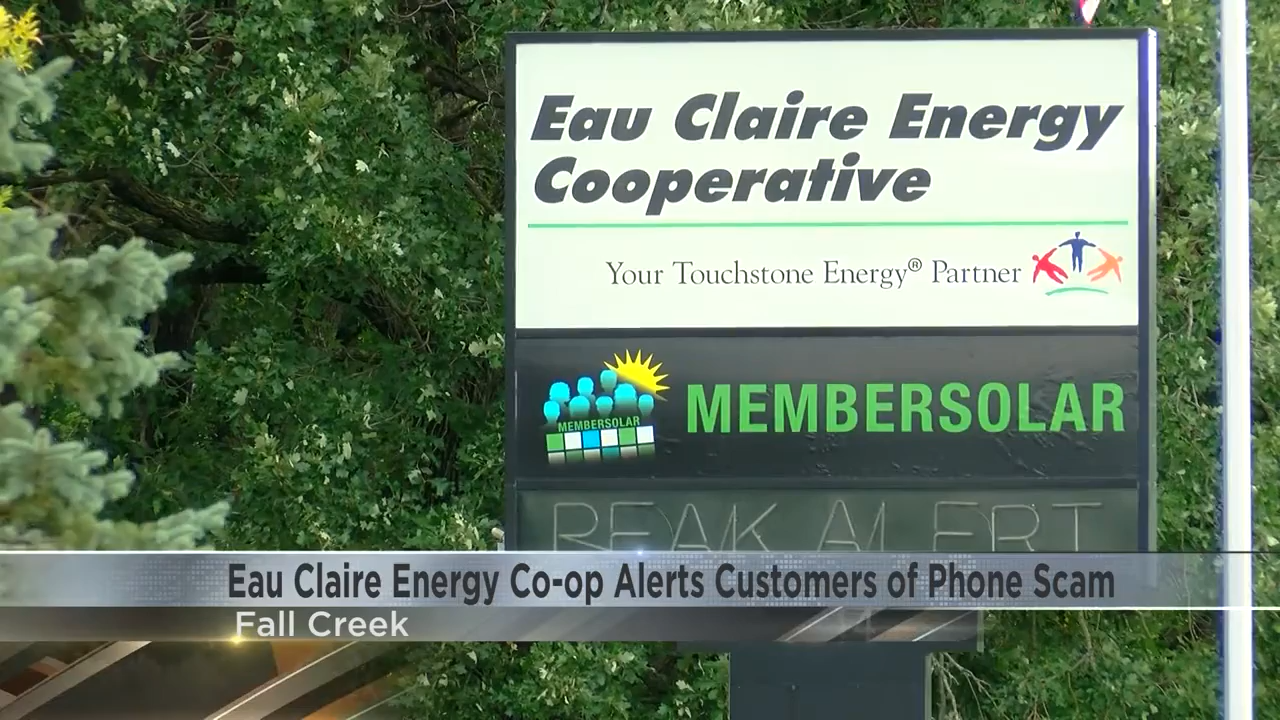 Eau Claire Energy
Cooperative
Your Touchstone Energy® Partner
MEMBERSOLAR
MEMBERSOLAR
PEAK ALERT
Eau Claire Energy Co-op Alerts Customers of Phone Scam
Fall Creek